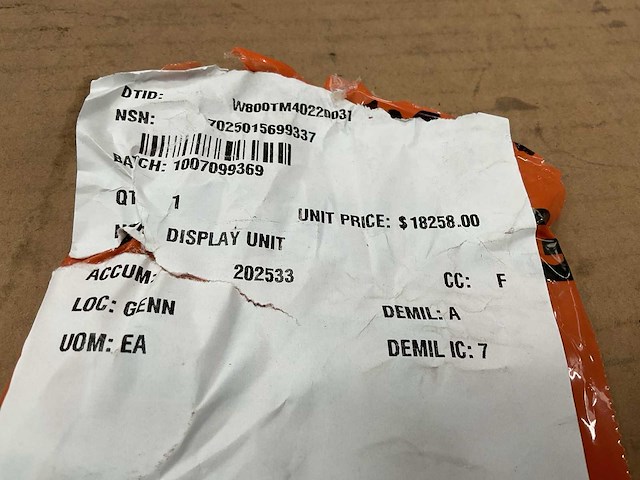 DTID: W800TM40220031
NSN: 7025015699337
BATCH: 1007099369
QT 1
UNIT PRICE: $18258.00
DISPLAY UNIT
ACCUM: 202533
CC: F
LOC: GENN
DEMIL: A
UOM: EA
DEMIL IC: 7